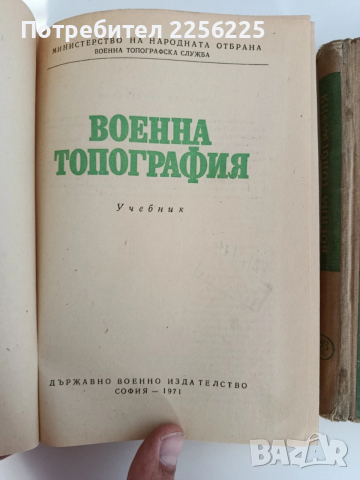 Потребител 2256225
МИНИСТЕРСТВО НА НАРОДНАТА ОТБРАНА
ВОЕННА ТОПОГРАФСКА СЛУЖБА
ВОЕННА
ТОПОГРАФИЯ
Учебник
ДЪРЖАВНО ВОЕННО ИЗДАТЕЛСТВО
СОФИЯ — 1971
BAZAR